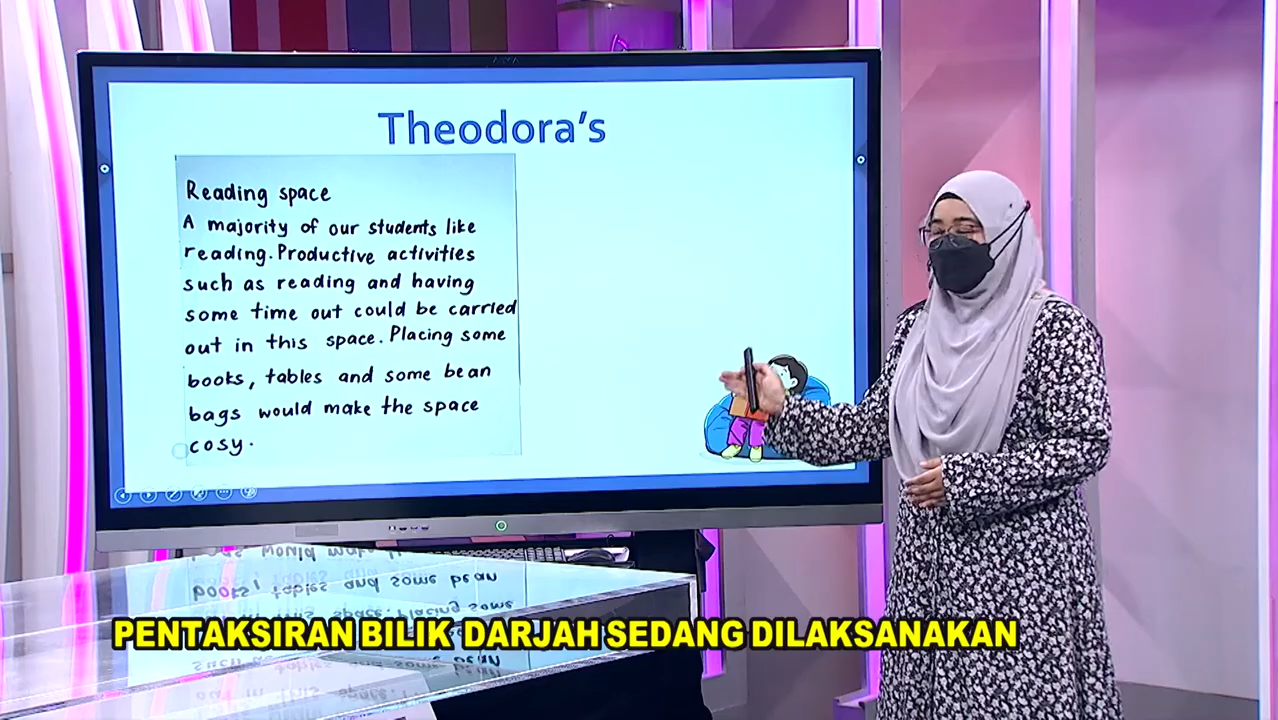 Theodora's
Reading space
A majority of our students like
reading. Productive activities
such as reading and having
some time out could be carried
out in this space. Placing some
books, tables and some bean
bags would make the space
cosy.
PENTAKSIRAN BILIK DARJAH SEDANG DILAKSANAKAN